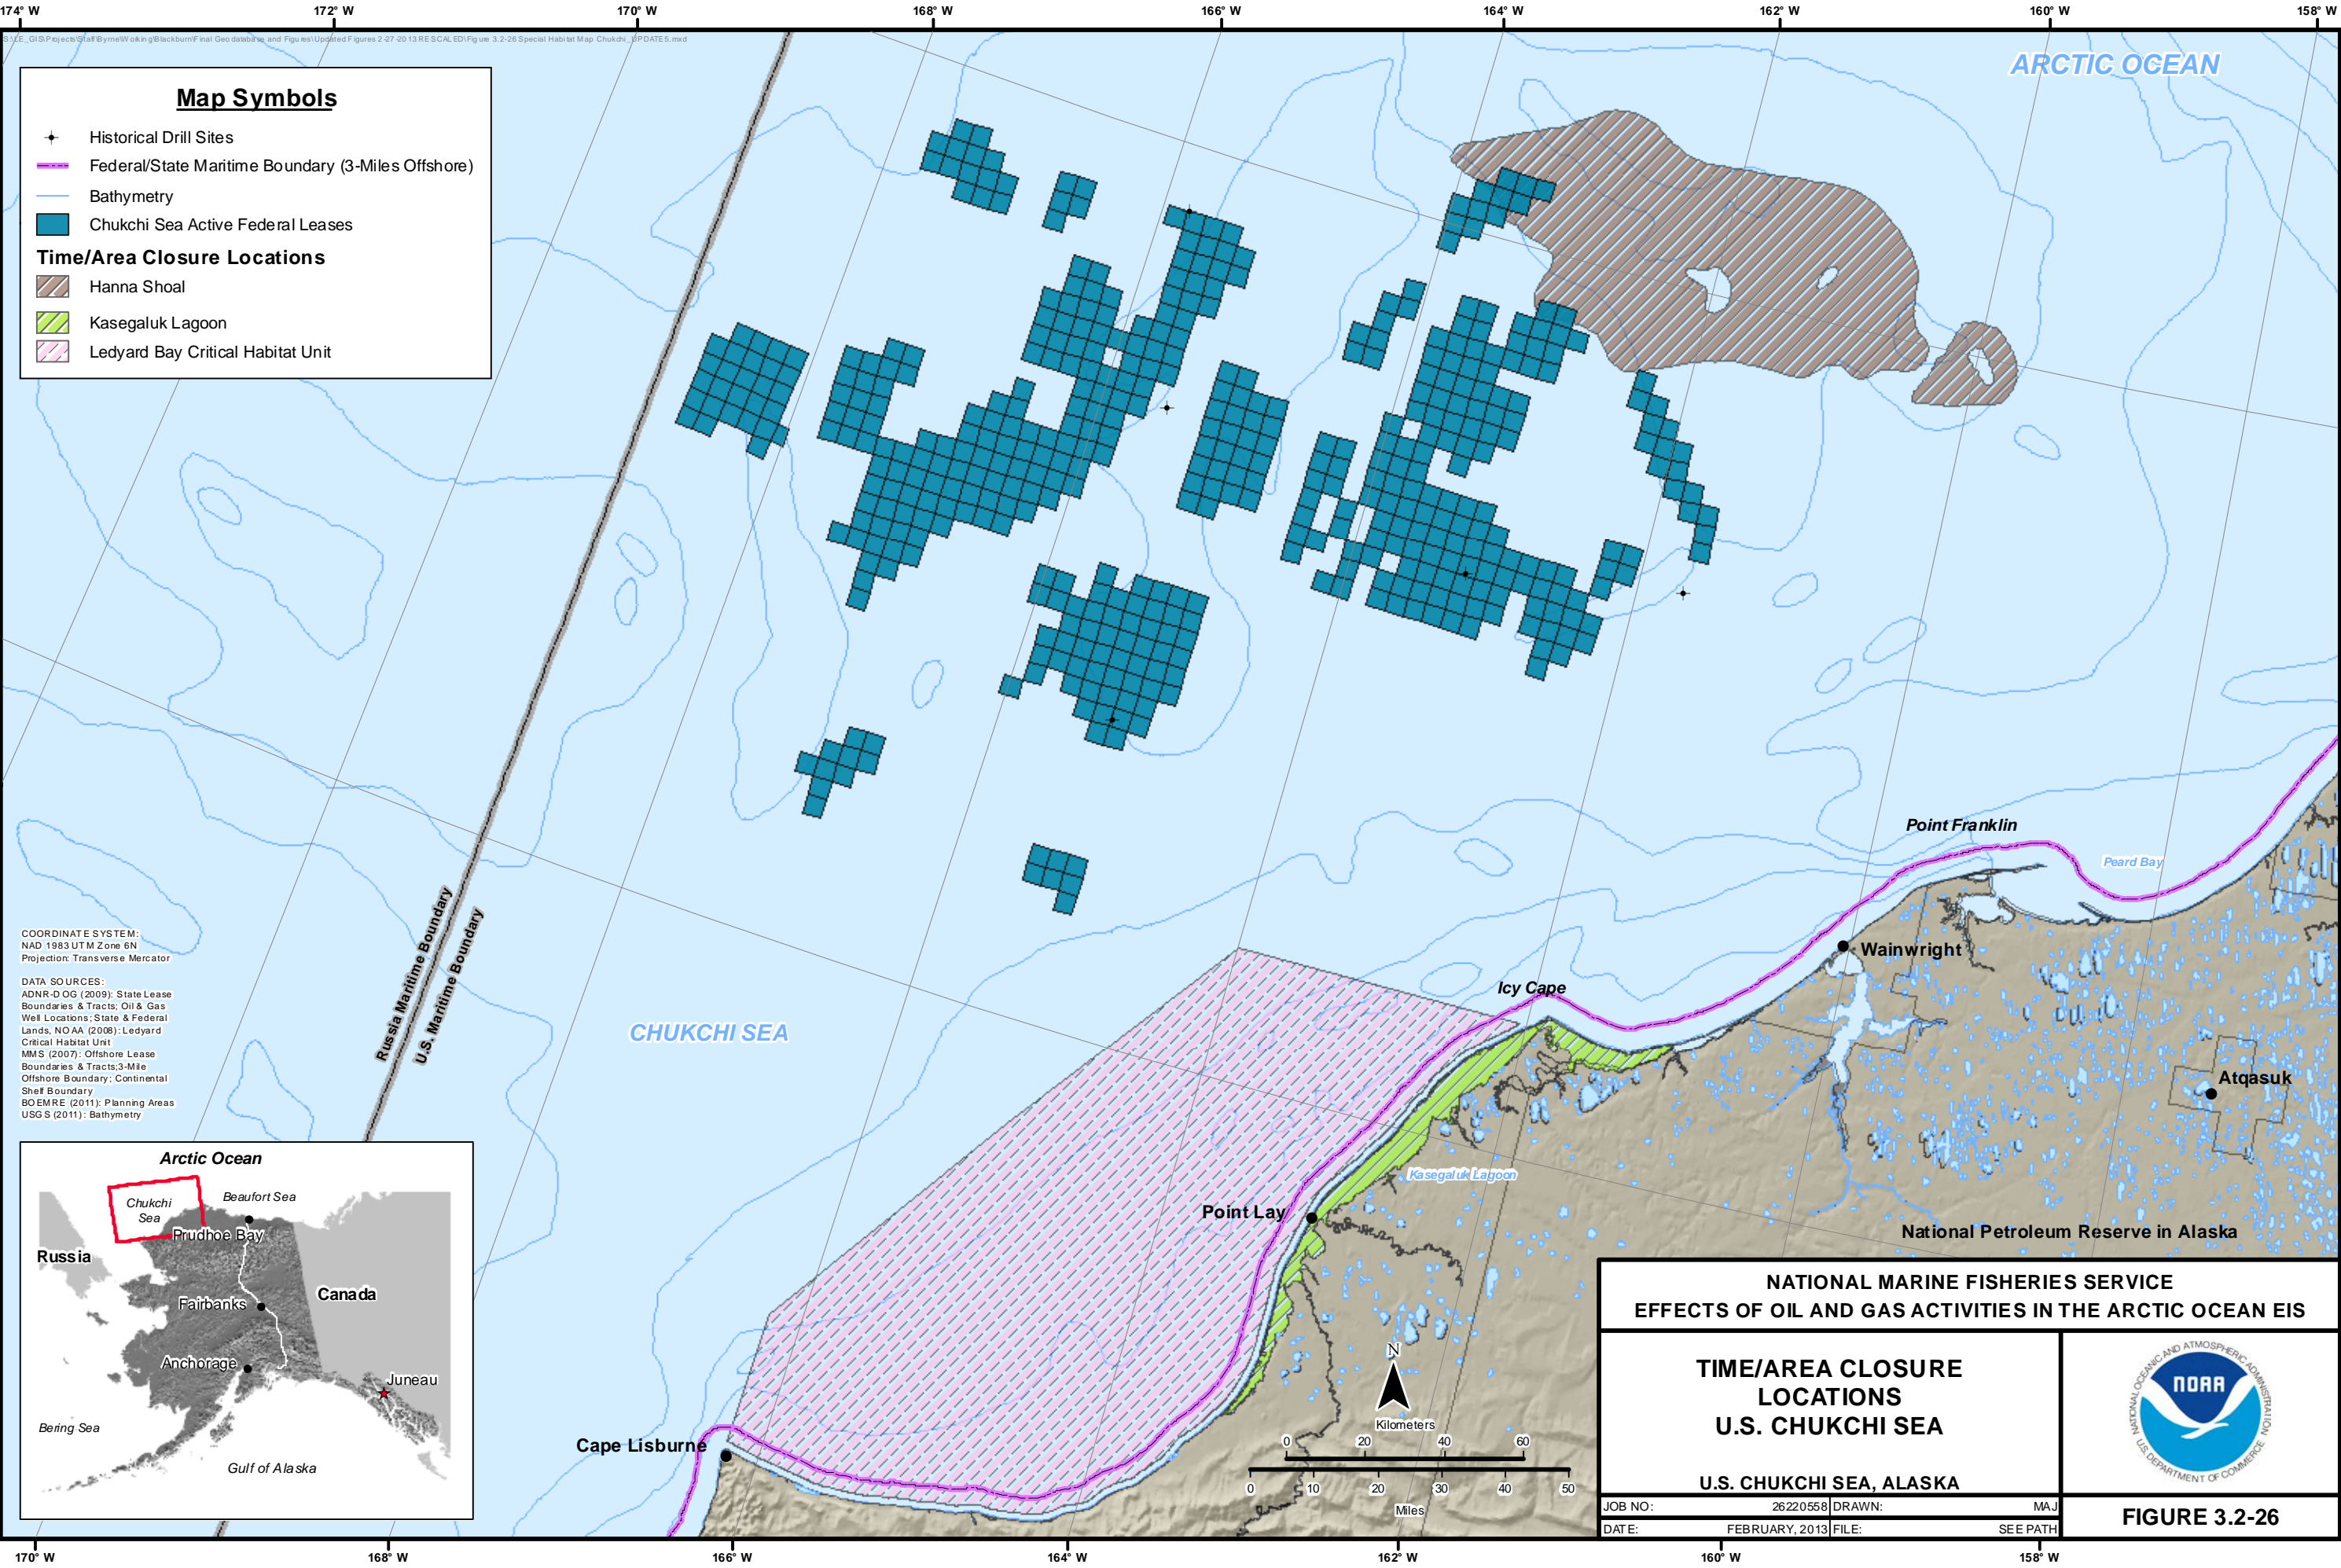 174° W 172° W 170° W 168° W 166° W 164° W 162° W 160° W 158° W
ARCTIC OCEAN
Map Symbols
Historical Drill Sites
Federal/State Maritime Boundary (3-Miles Offshore)
Bathymetry
Chukchi Sea Active Federal Leases
Time/Area Closure Locations
Hanna Shoal
Kasegaluk Lagoon
Ledyard Bay Critical Habitat Unit
Point Franklin
Peard Bay
Wainwright
Icy Cape
CHUKCHI SEA
Russia Maritime Boundary
U.S. Maritime Boundary
Atqasuk
Kasegaluk Lagoon
Point Lay
National Petroleum Reserve in Alaska
Cape Lisburne
COORDINATE SYSTEM:
NAD 1983 UTM Zone 6N
Projection: Transverse Mercator
DATA SOURCES:
ADNR-DOG (2009): State Lease
Boundaries & Tracts; Oil & Gas
Well Locations; State & Federal
Lands, NOAA (2008): Ledyard
Critical Habitat Unit
MMS (2007): Offshore Lease
Boundaries & Tracts;3-Mile
Offshore Boundary; Continental
Shelf Boundary
BOEMRE (2011): Planning Areas
USGS (2011): Bathymetry
Arctic Ocean
Chukchi
Sea
Beaufort Sea
Prudhoe Bay
Russia
Canada
Fairbanks
Anchorage
Juneau
Bering Sea
Gulf of Alaska
N
Kilometers
0 20 40 60
0 10 20 30 40 50
Miles
NATIONAL MARINE FISHERIES SERVICE
EFFECTS OF OIL AND GAS ACTIVITIES IN THE ARCTIC OCEAN EIS
TIME/AREA CLOSURE
LOCATIONS
U.S. CHUKCHI SEA
U.S. CHUKCHI SEA, ALASKA
JOB NO: 26220558 DRAWN: MAJ
DATE: FEBRUARY, 2013 FILE: SEE PATH
NATIONAL OCEANIC AND ATMOSPHERIC ADMINISTRATION
NOAA
U.S. DEPARTMENT OF COMMERCE
FIGURE 3.2-26
170° W 168° W 166° W 164° W 162° W 160° W 158° W